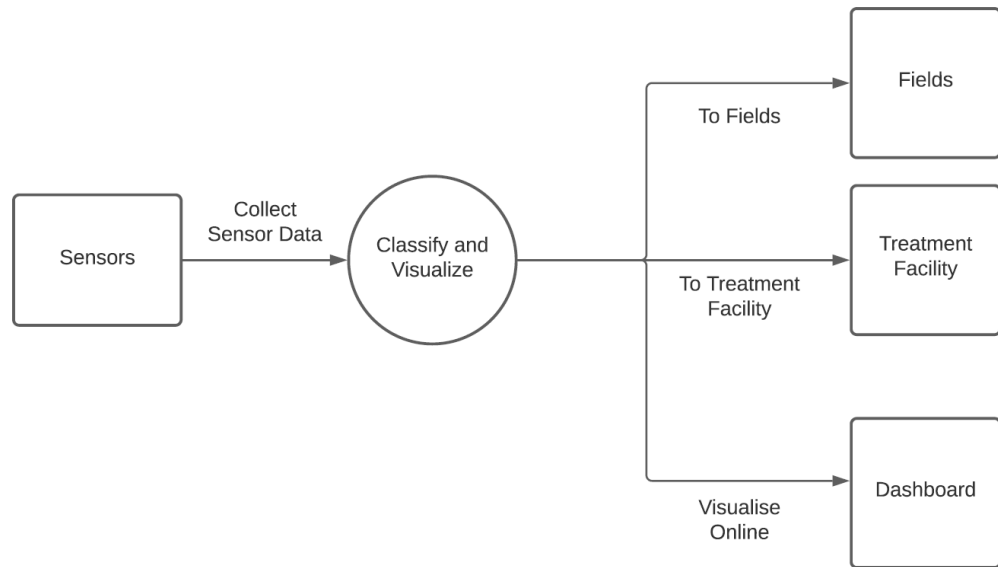 Sensors
Collect
Sensor Data
Classify and
Visualize
To Fields
Fields
To Treatment
Facility
Treatment
Facility
Visualise
Online
Dashboard